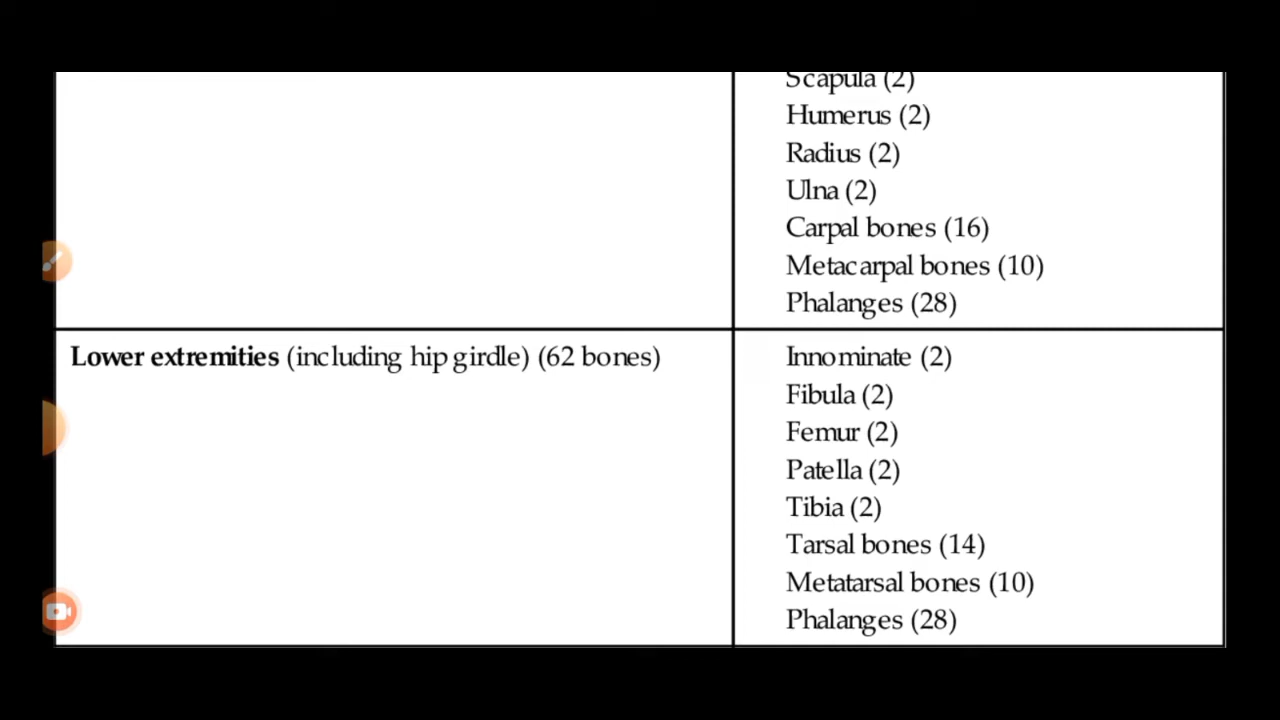 Scapula (2)
Humerus (2)
Radius (2)
Ulna (2)
Carpal bones (16)
Metacarpal bones (10)
Phalanges (28)
Lower extremities (including hip girdle) (62 bones)
Innominate (2)
Fibula (2)
Femur (2)
Patella (2)
Tibia (2)
Tarsal bones (14)
Metatarsal bones (10)
Phalanges (28)